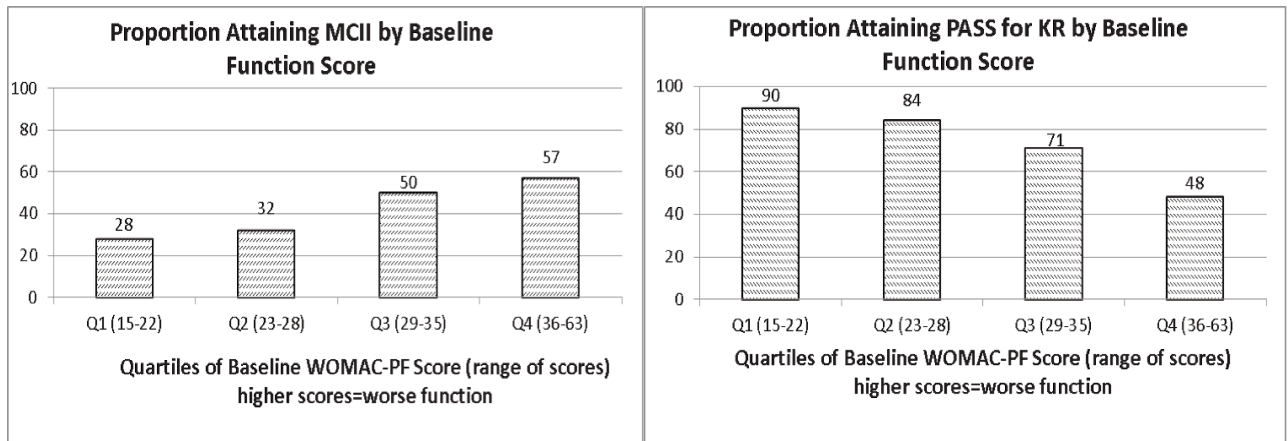 Proportion Attaining MCII by Baseline
Function Score
100
80
60
40
20
0
28
32
50
57
Q1 (15-22)
Q2 (23-28)
Q3 (29-35)
Q4 (36-63)
Quartiles of Baseline WOMAC-PF Score (range of scores)
higher scores=worse function
Proportion Attaining PASS for KR by Baseline
Function Score
100
80
60
40
20
0
90
84
71
48
Q1 (15-22)
Q2 (23-28)
Q3 (29-35)
Q4 (36-63)
Quartiles of Baseline WOMAC-PF Score (range of scores)
higher scores=worse function